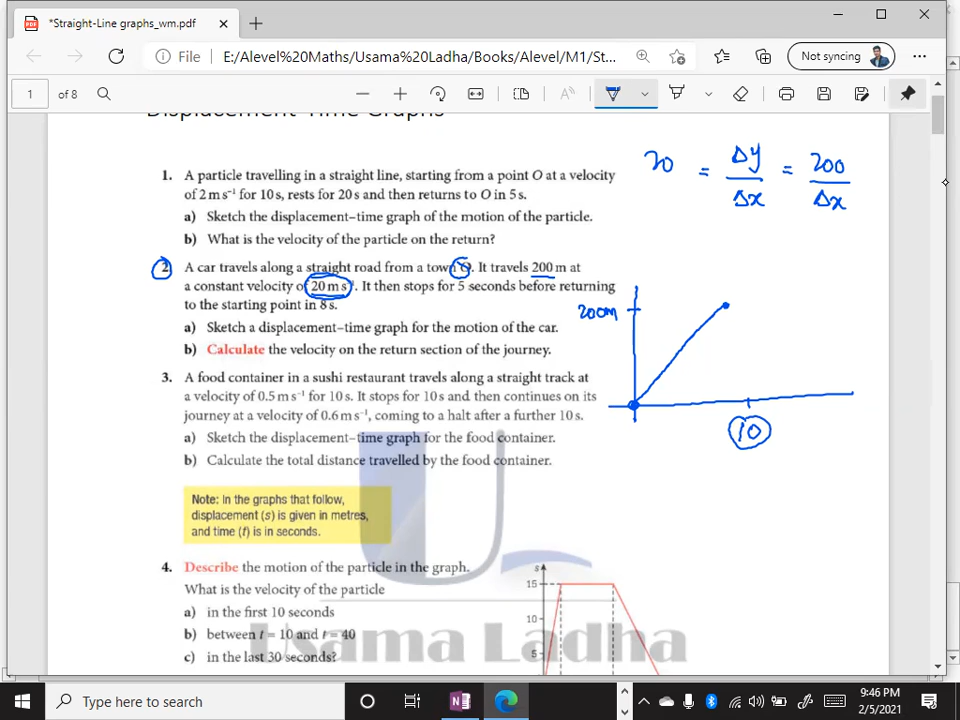 *Straight-Line graphs_wm.pdf
File E:/Alevel%20Maths/Usama%20Ladha/Books/Alevel/M1/St... Not syncing
1 of 8
Displacement-Time Graphs
1. A particle travelling in a straight line, starting from a point O at a velocity
of 2 m s⁻¹ for 10 s, rests for 20 s and then returns to O in 5 s.
a) Sketch the displacement–time graph of the motion of the particle.
b) What is the velocity of the particle on the return?
2. A car travels along a straight road from a town O. It travels 200 m at
a constant velocity of 20 m s⁻¹. It then stops for 5 seconds before returning
to the starting point in 8 s.
a) Sketch a displacement–time graph for the motion of the car.
b) Calculate the velocity on the return section of the journey.
3. A food container in a sushi restaurant travels along a straight track at
a velocity of 0.5 m s⁻¹ for 10 s. It stops for 10 s and then continues on its
journey at a velocity of 0.6 m s⁻¹, coming to a halt after a further 10 s.
a) Sketch the displacement–time graph for the food container.
b) Calculate the total distance travelled by the food container.
Note: In the graphs that follow,
displacement (s) is given in metres,
and time (t) is in seconds.
4. Describe the motion of the particle in the graph.
What is the velocity of the particle
a) in the first 10 seconds
b) between t = 10 and t = 40
c) in the last 30 seconds?
s
15
10
5
20 = Δy / Δx = 200 / Δx
200m
10
Usama Ladha
Type here to search
9:46 PM
2/5/2021